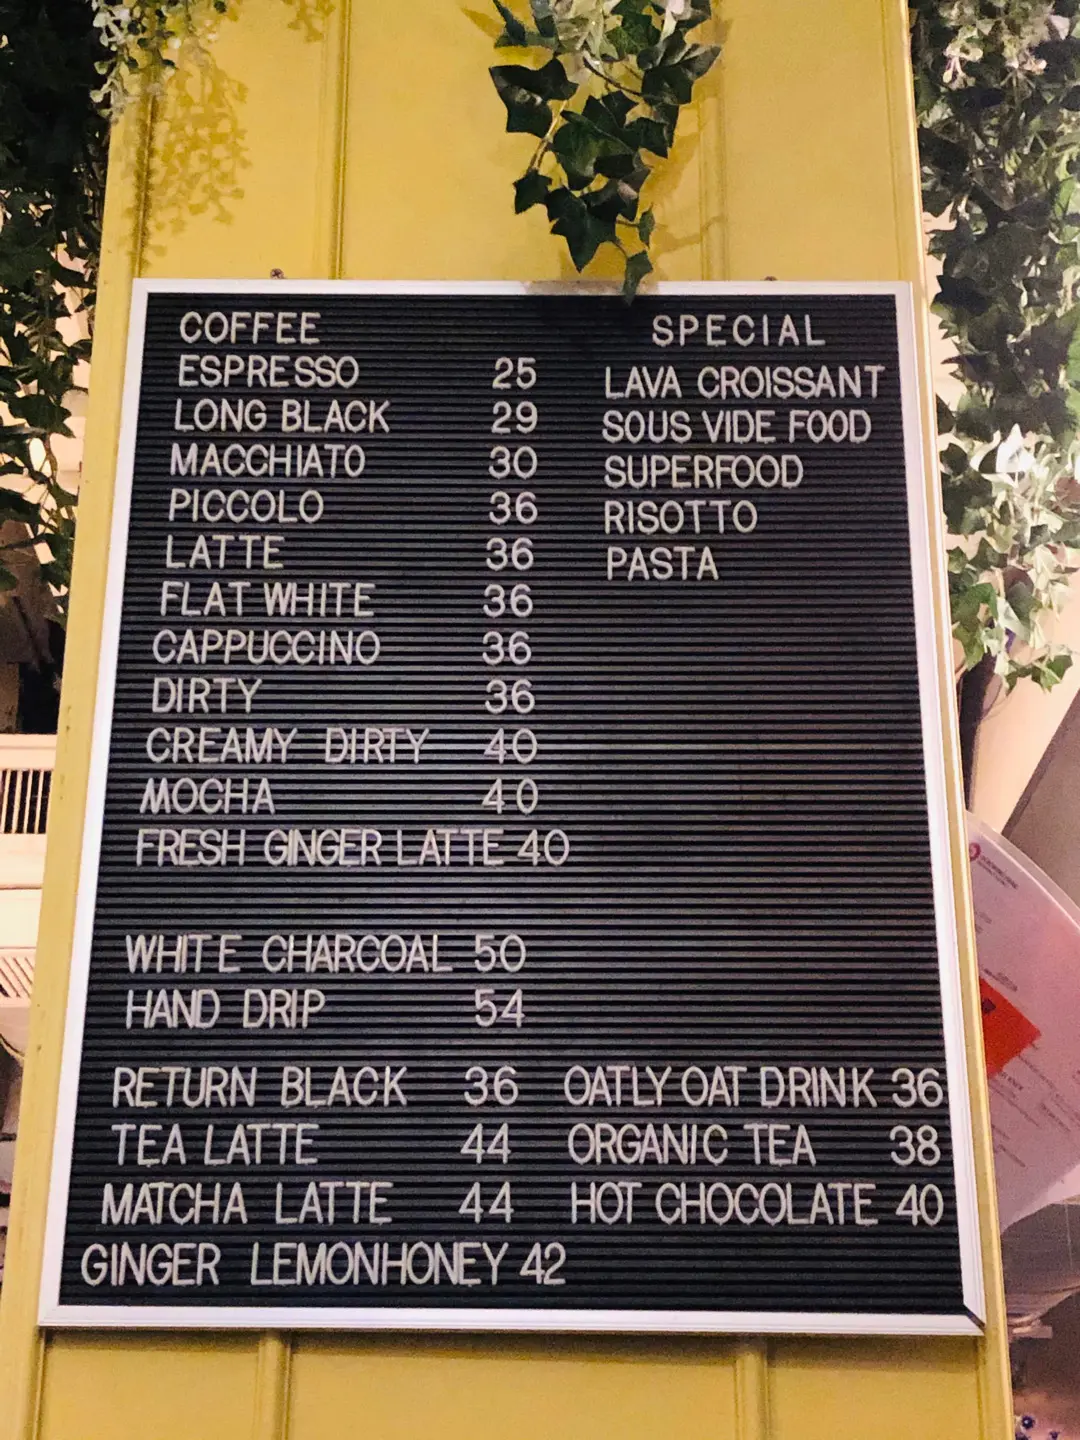 COFFEE
ESPRESSO 25
LONG BLACK 29
MACCHIATO 30
PICCOLO 36
LATTE 36
FLAT WHITE 36
CAPPUCCINO 36
DIRTY 36
CREAMY DIRTY 40
MOCHA 40
FRESH GINGER LATTE 40
WHITE CHARCOAL 50
HAND DRIP 54
SPECIAL
LAVA CROISSANT
SOUS VIDE FOOD
SUPERFOOD
RISOTTO
PASTA
RETURN BLACK 36
TEA LATTE 44
MATCHA LATTE 44
GINGER LEMONHONEY 42
OATLY OAT DRINK 36
ORGANIC TEA 38
HOT CHOCOLATE 40